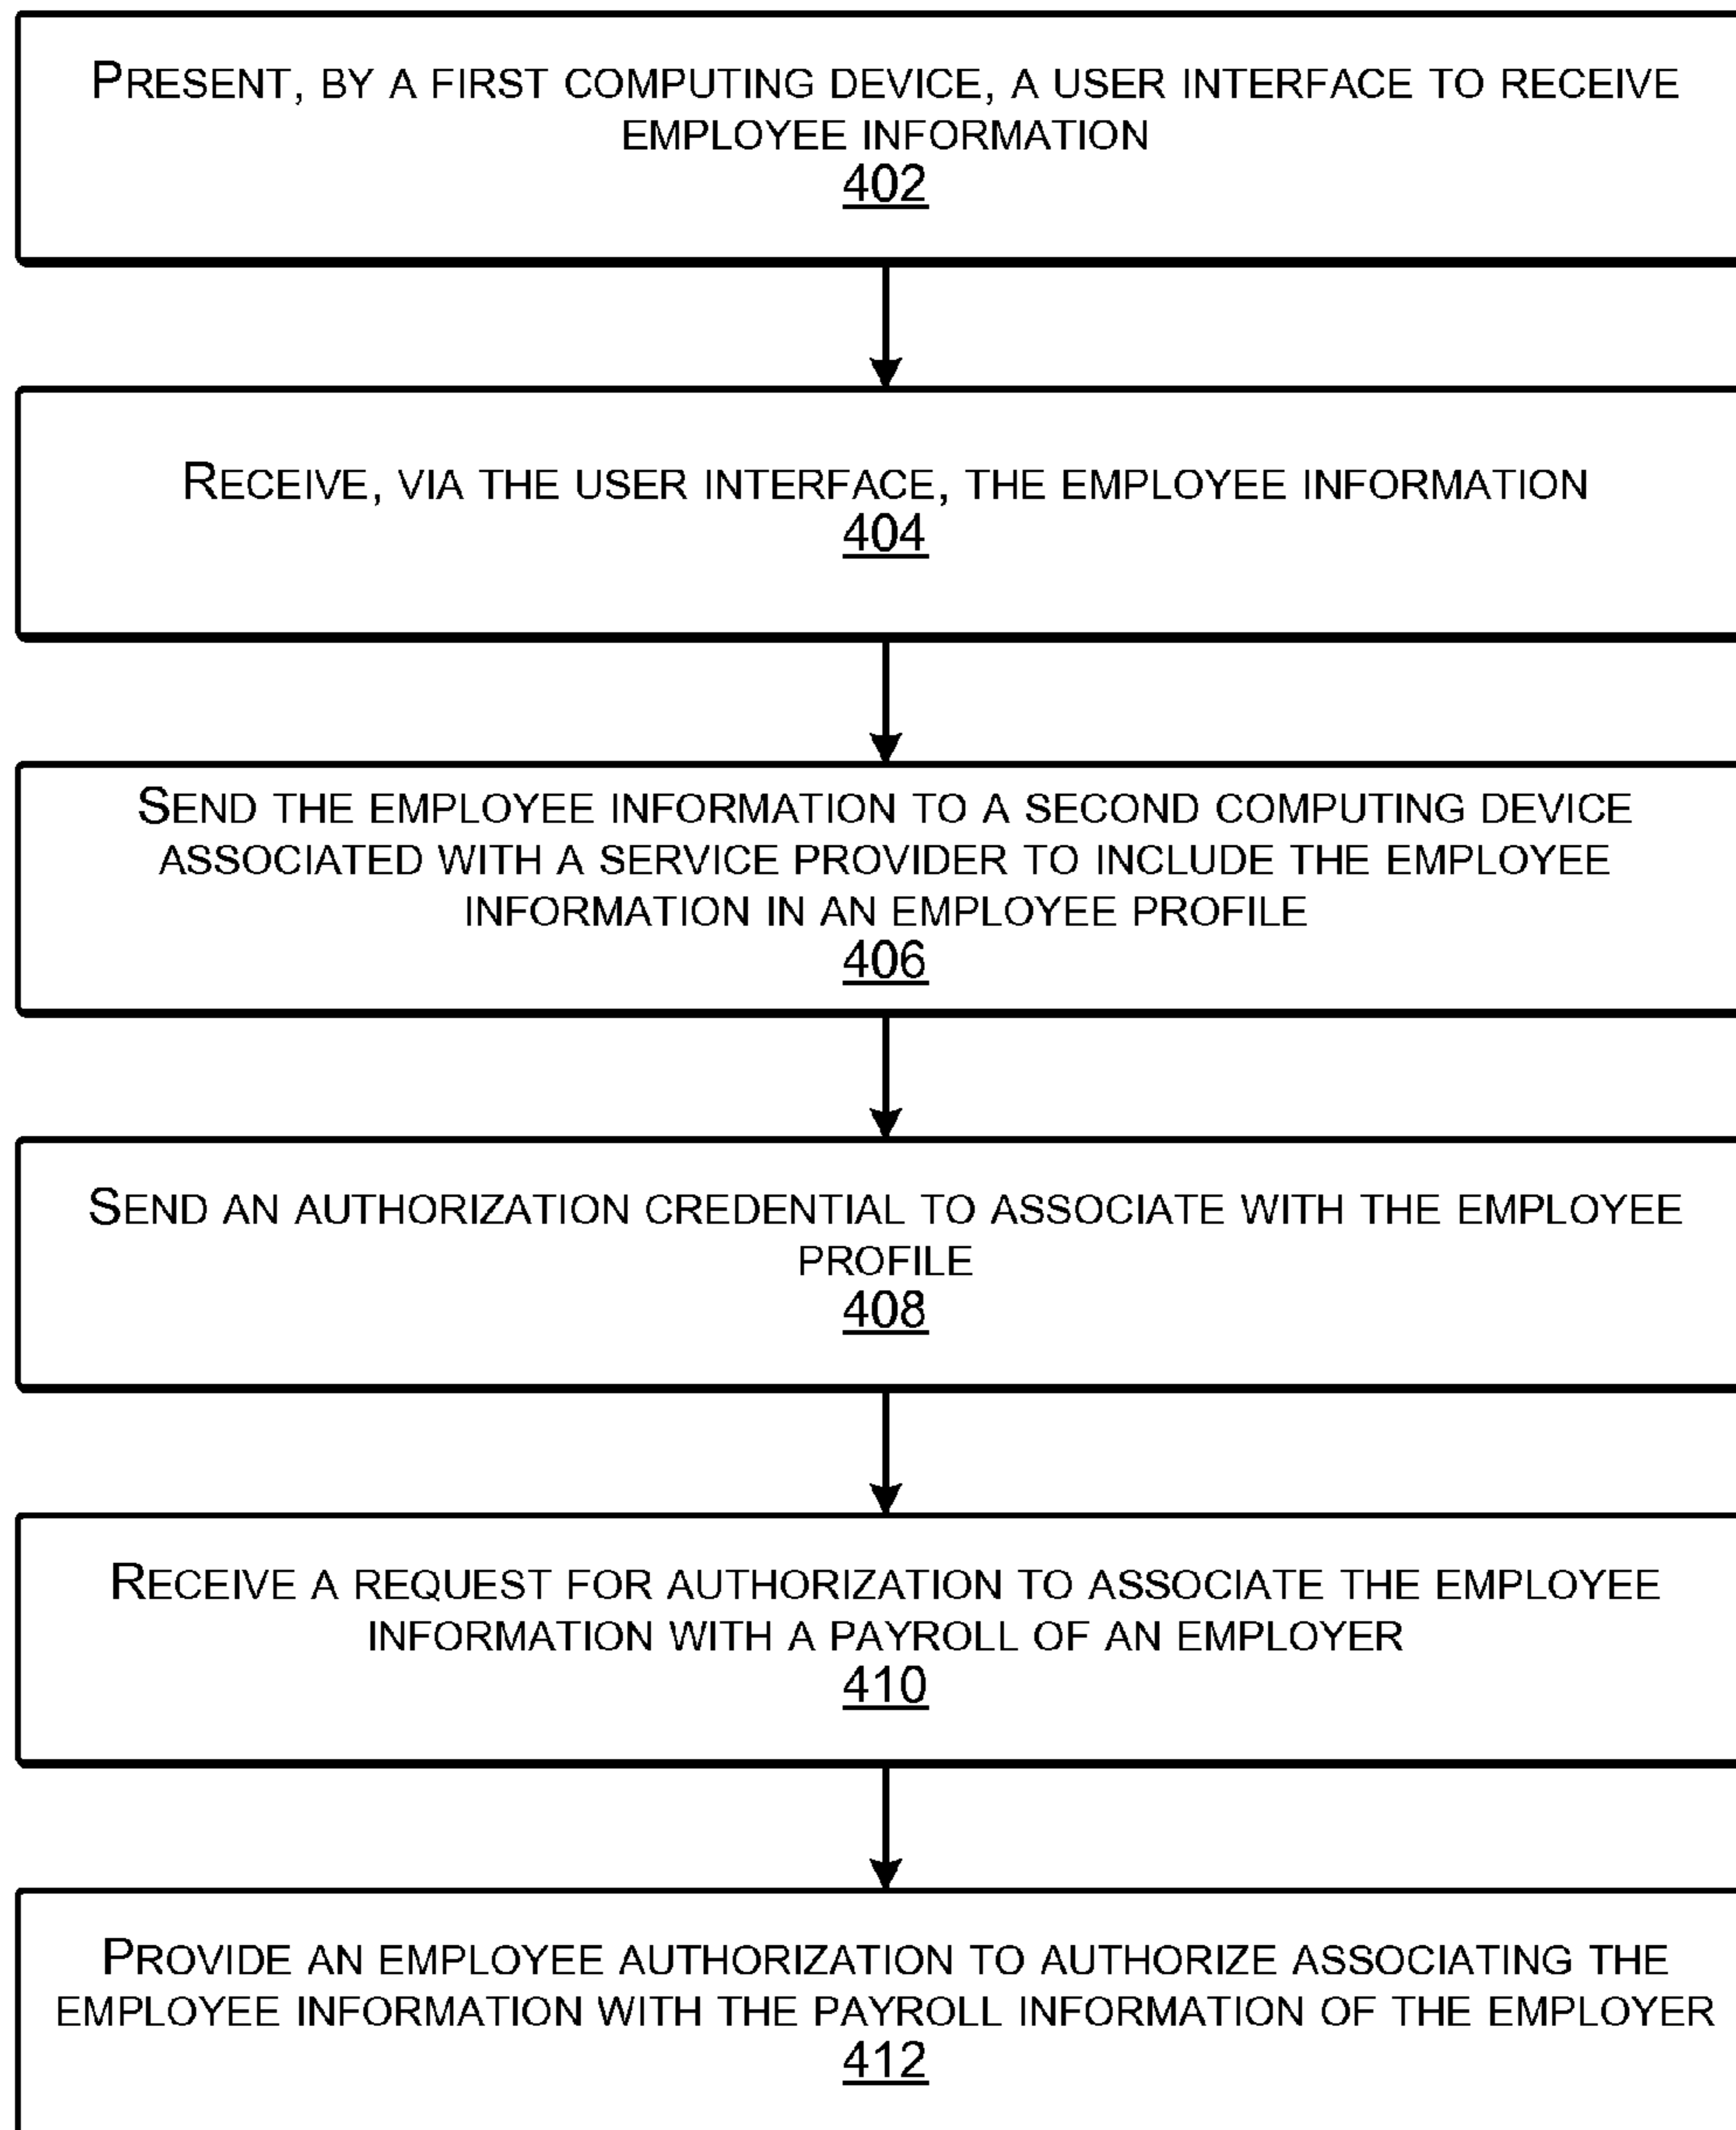 PRESENT, BY A FIRST COMPUTING DEVICE, A USER INTERFACE TO RECEIVE
EMPLOYEE INFORMATION
402
RECEIVE, VIA THE USER INTERFACE, THE EMPLOYEE INFORMATION
404
SEND THE EMPLOYEE INFORMATION TO A SECOND COMPUTING DEVICE
ASSOCIATED WITH A SERVICE PROVIDER TO INCLUDE THE EMPLOYEE
INFORMATION IN AN EMPLOYEE PROFILE
406
SEND AN AUTHORIZATION CREDENTIAL TO ASSOCIATE WITH THE EMPLOYEE
PROFILE
408
RECEIVE A REQUEST FOR AUTHORIZATION TO ASSOCIATE THE EMPLOYEE
INFORMATION WITH A PAYROLL OF AN EMPLOYER
410
PROVIDE AN EMPLOYEE AUTHORIZATION TO AUTHORIZE ASSOCIATING THE
EMPLOYEE INFORMATION WITH THE PAYROLL INFORMATION OF THE EMPLOYER
412